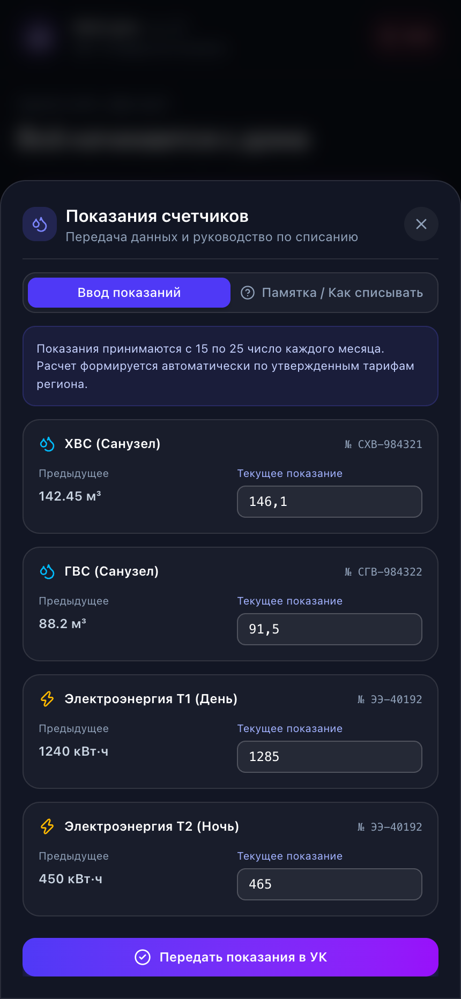 Показания счетчиков
Передача данных и руководство по списанию
Ввод показаний
Памятка / Как списывать
Показания принимаются с 15 по 25 число каждого месяца.
Расчет формируется автоматически по утвержденным тарифам
региона.
ХВС (Санузел)
№ СХВ-984321
Предыдущее
Текущее показание
142.45 м³
146,1
ГВС (Санузел)
№ СГВ-984322
Предыдущее
Текущее показание
88.2 м³
91,5
Электроэнергия Т1 (День)
№ ЭЭ-40192
Предыдущее
Текущее показание
1240 кВт·ч
1285
Электроэнергия Т2 (Ночь)
№ ЭЭ-40192
Предыдущее
Текущее показание
450 кВт·ч
465
Передать показания в УК